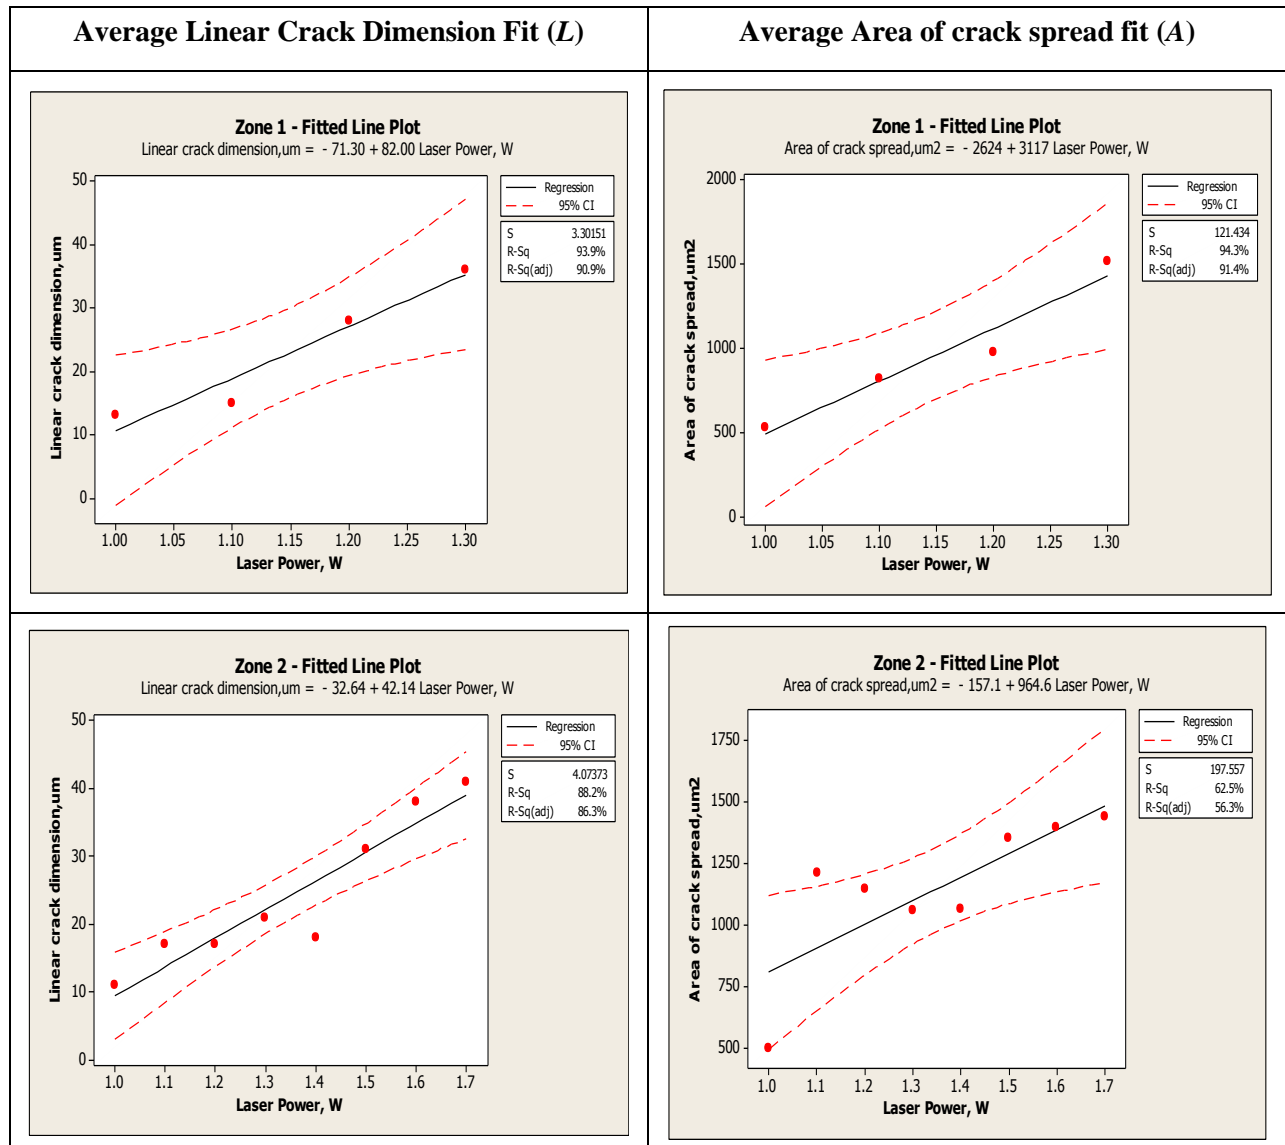 Average Linear Crack Dimension Fit (L)
Average Area of crack spread fit (A)
Zone 1 - Fitted Line Plot
Linear crack dimension,um = - 71.30 + 82.00 Laser Power, W
50
40
30
20
10
0
Linear crack dimension,um
1.00 1.05 1.10 1.15 1.20 1.25 1.30
Laser Power, W
Regression
95% CI
S 3.30151
R-Sq 93.9%
R-Sq(adj) 90.9%
Zone 1 - Fitted Line Plot
Area of crack spread,um2 = - 2624 + 3117 Laser Power, W
2000
1500
1000
500
0
Area of crack spread,um2
1.00 1.05 1.10 1.15 1.20 1.25 1.30
Laser Power, W
Regression
95% CI
S 121.434
R-Sq 94.3%
R-Sq(adj) 91.4%
Zone 2 - Fitted Line Plot
Linear crack dimension,um = - 32.64 + 42.14 Laser Power, W
50
40
30
20
10
0
Linear crack dimension,um
1.0 1.1 1.2 1.3 1.4 1.5 1.6 1.7
Laser Power, W
Regression
95% CI
S 4.07373
R-Sq 88.2%
R-Sq(adj) 86.3%
Zone 2 - Fitted Line Plot
Area of crack spread,um2 = - 157.1 + 964.6 Laser Power, W
1750
1500
1250
1000
750
500
Area of crack spread,um2
1.0 1.1 1.2 1.3 1.4 1.5 1.6 1.7
Laser Power, W
Regression
95% CI
S 197.557
R-Sq 62.5%
R-Sq(adj) 56.3%